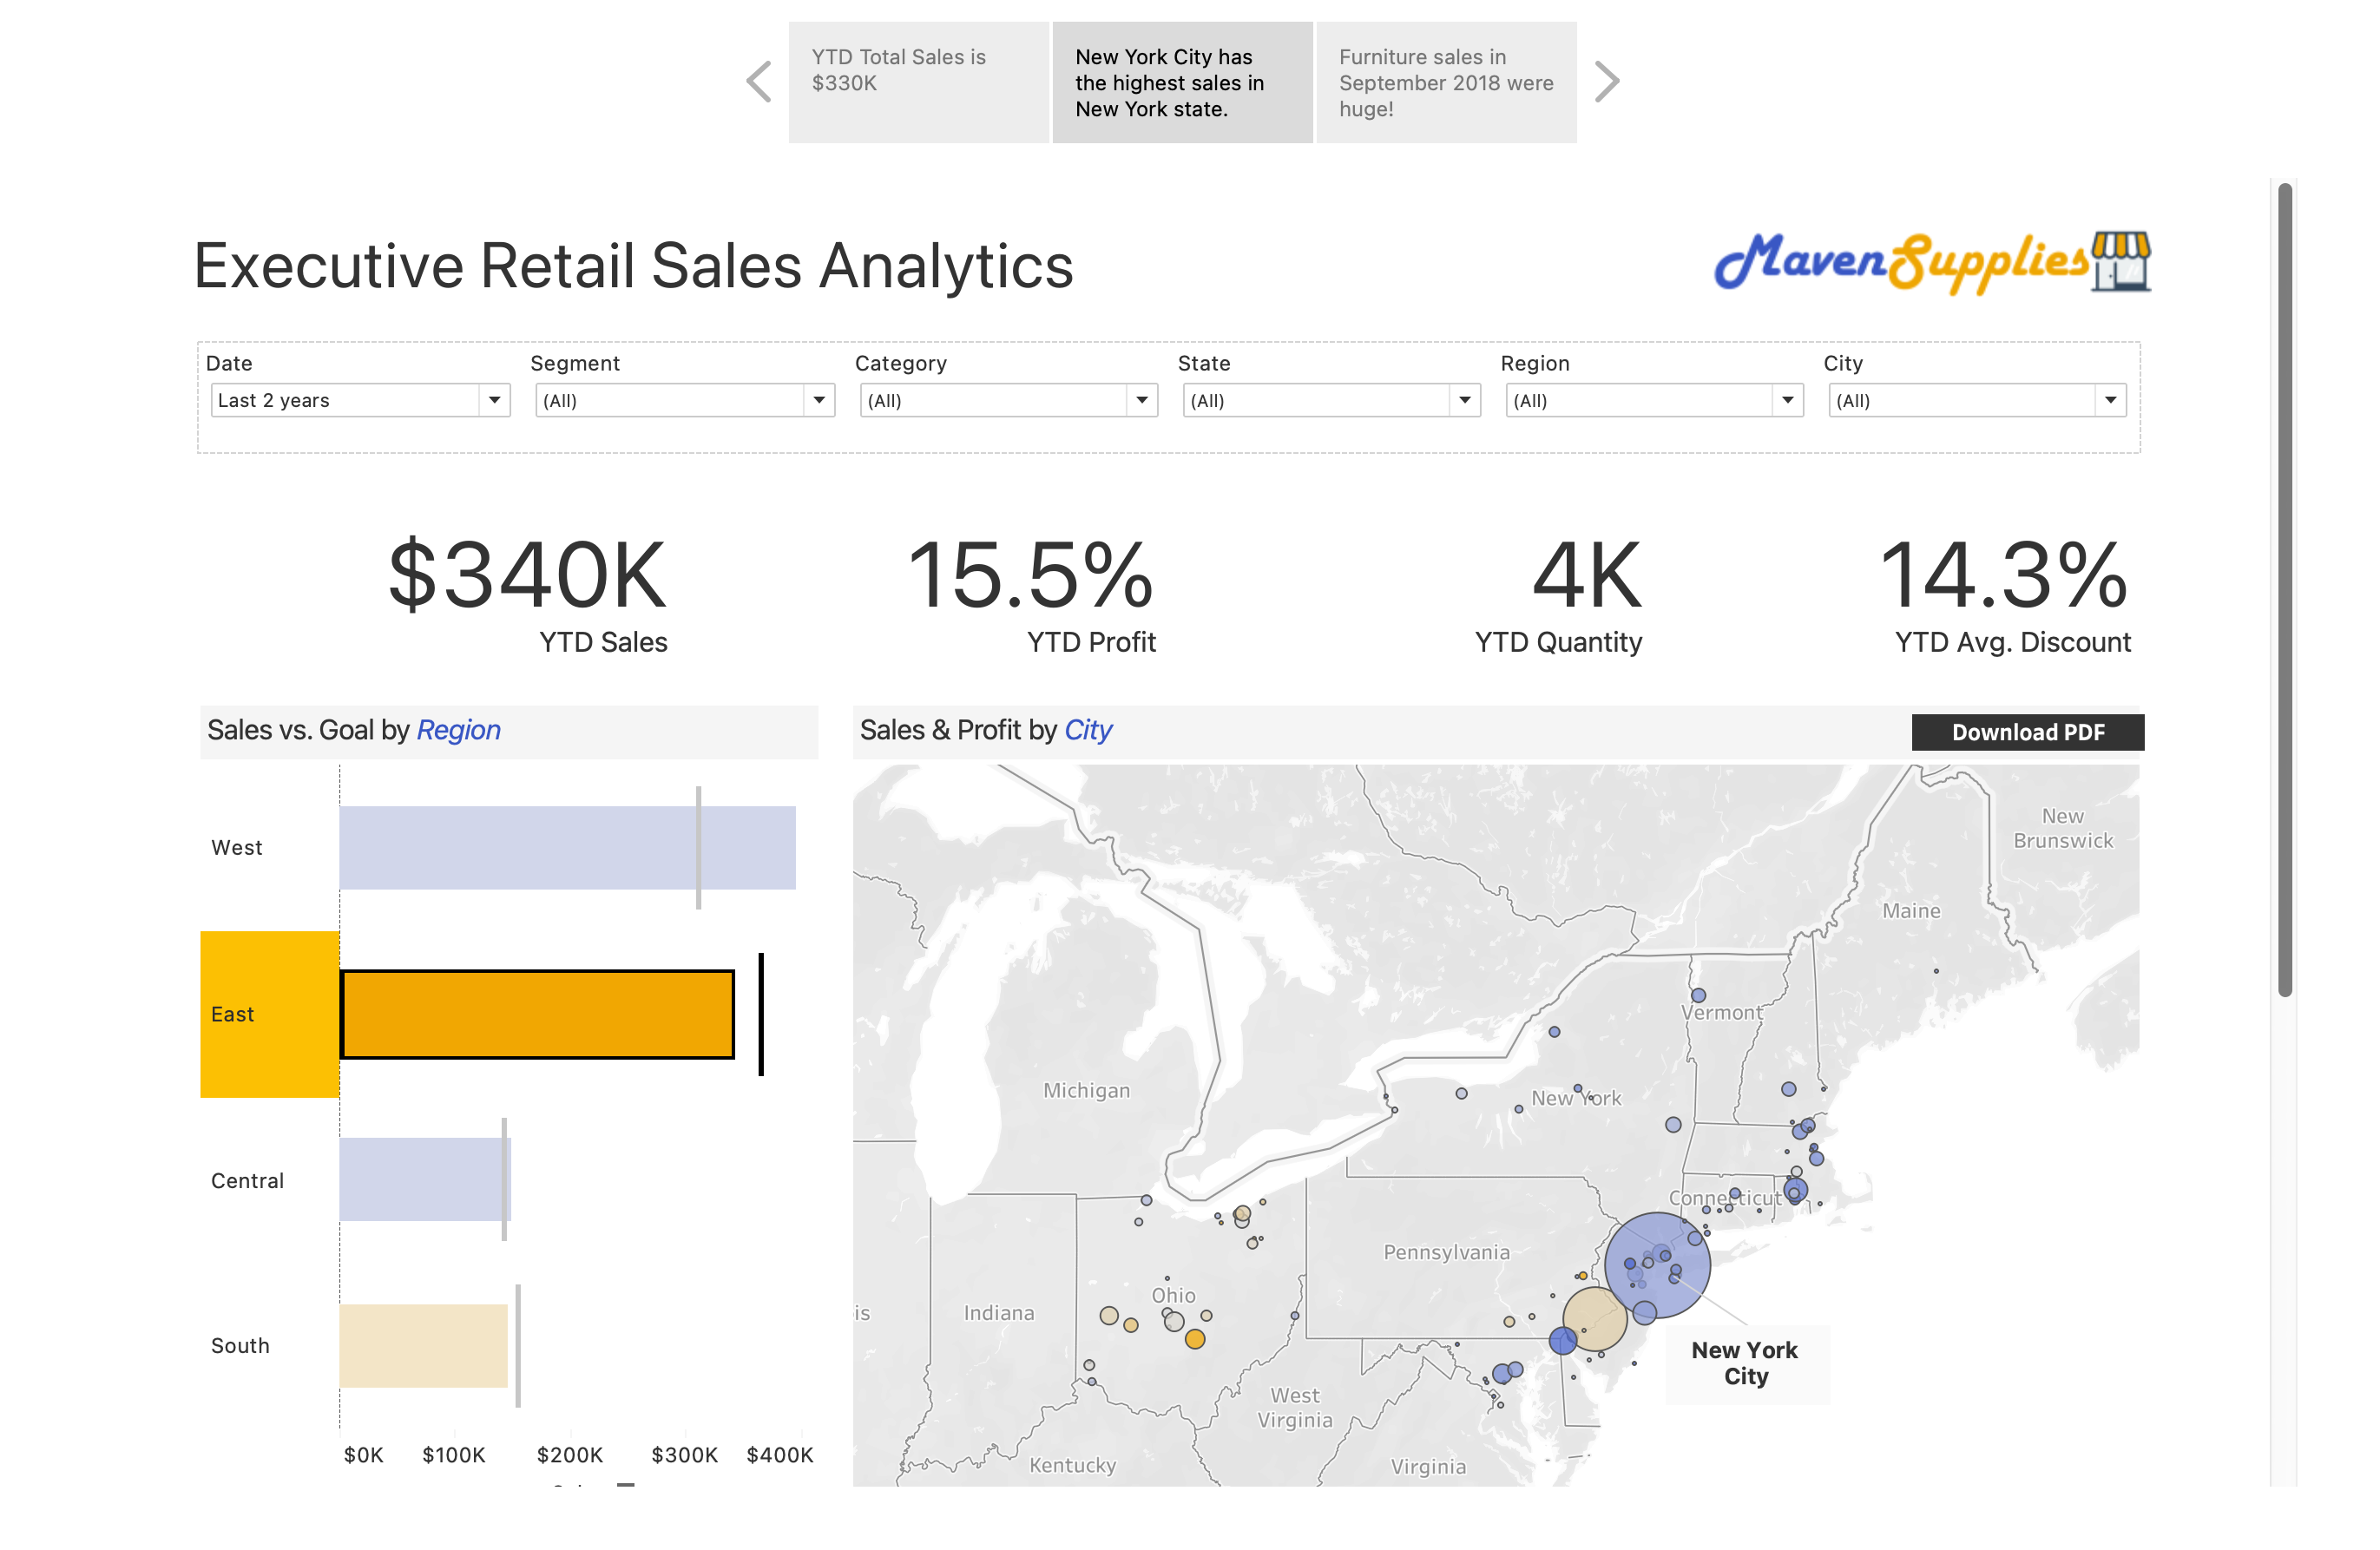 YTD Total Sales is
$330K
New York City has
the highest sales in
New York state.
Furniture sales in
September 2018 were
huge!
Executive Retail Sales Analytics
MavenSupplies
Date
Segment
Category
State
Region
City
Last 2 years
(All)
(All)
(All)
(All)
(All)
$340K
15.5%
4K
14.3%
YTD Sales
YTD Profit
YTD Quantity
YTD Avg. Discount
Sales vs. Goal by Region
West
East
Central
South
$0K
$100K
$200K
$300K
$400K
Sales & Profit by City
Download PDF
New
Brunswick
Maine
Vermont
Michigan
New York
Connecticut
Pennsylvania
Ohio
Indiana
is
New York
City
West
Virginia
Kentucky
Virginia